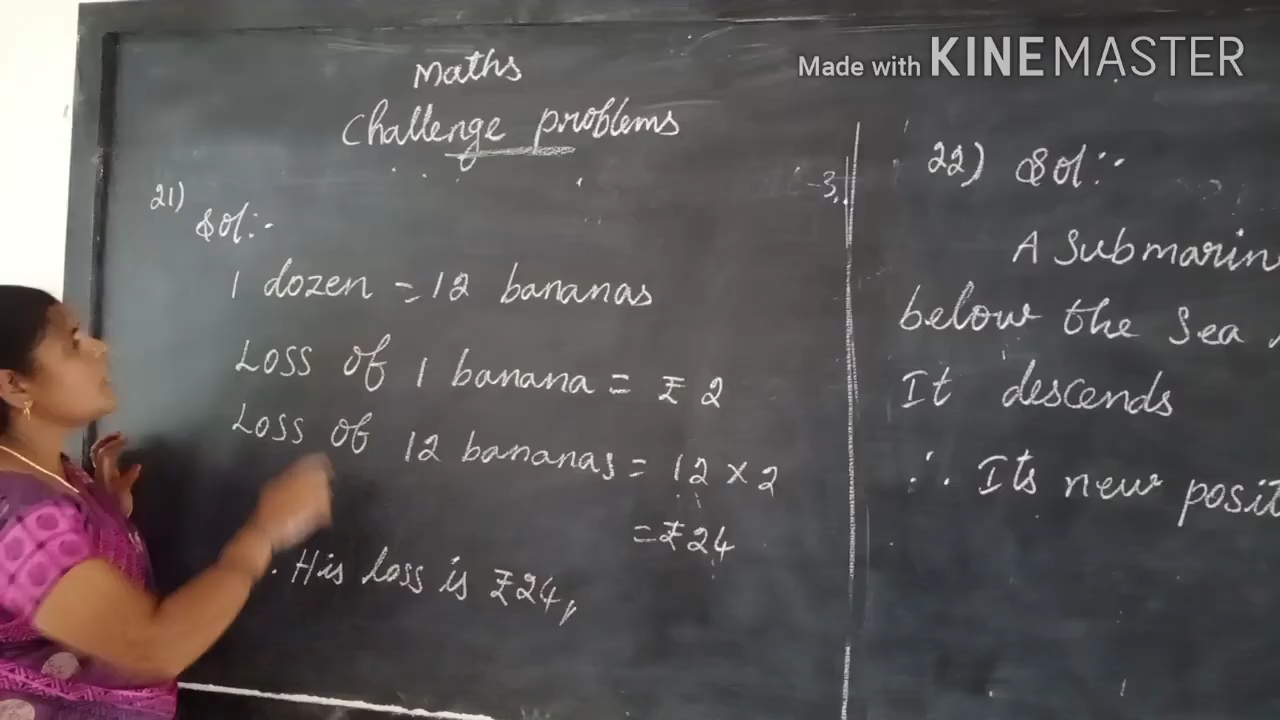 Made with KINEMASTER
Maths
Challenge problems
21)
Sol:-
1 dozen = 12 bananas
Loss of 1 banana = ₹ 2
Loss of 12 bananas = 12 × 2
= ₹24
His loss is ₹24,
22) Sol:-
A Submarin
below the Sea
It descends
∴ Its new posit